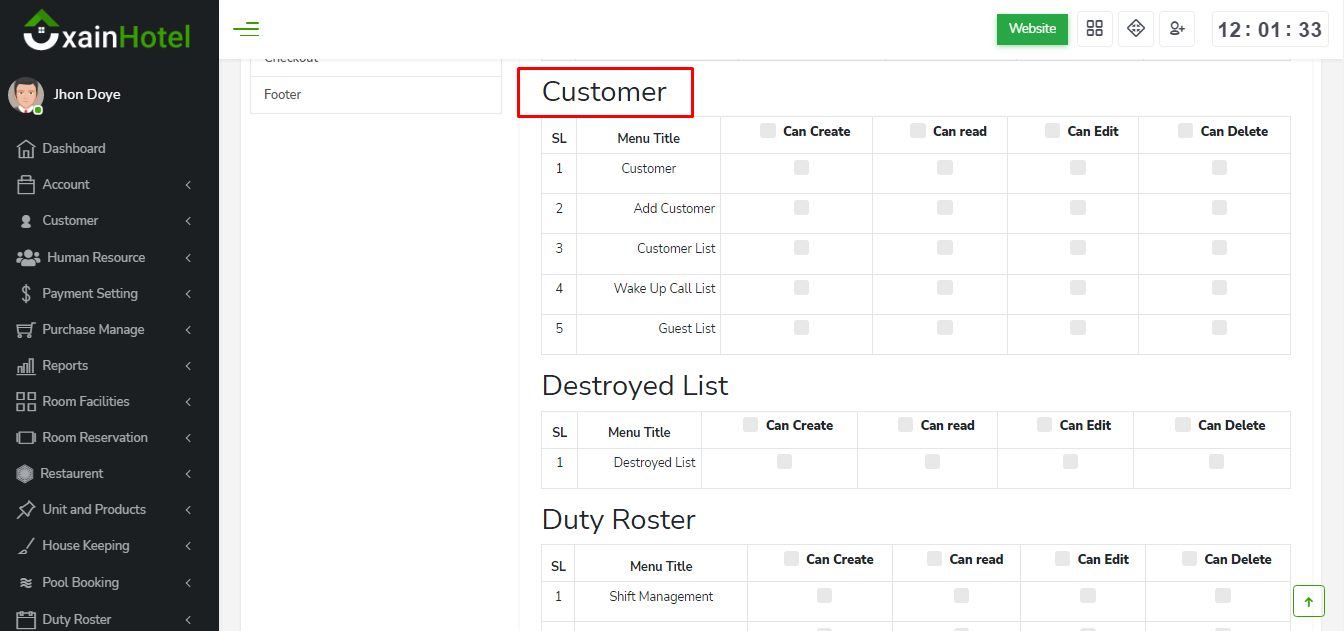 xainHotel
Website
12 : 01 : 33
Jhon Doye
Dashboard
Account
Customer
Human Resource
Payment Setting
Purchase Manage
Reports
Room Facilities
Room Reservation
Restaurent
Unit and Products
House Keeping
Pool Booking
Duty Roster
Checkout
Footer
Customer
SL Menu Title Can Create Can read Can Edit Can Delete
1 Customer
2 Add Customer
3 Customer List
4 Wake Up Call List
5 Guest List
Destroyed List
SL Menu Title Can Create Can read Can Edit Can Delete
1 Destroyed List
Duty Roster
SL Menu Title Can Create Can read Can Edit Can Delete
1 Shift Management